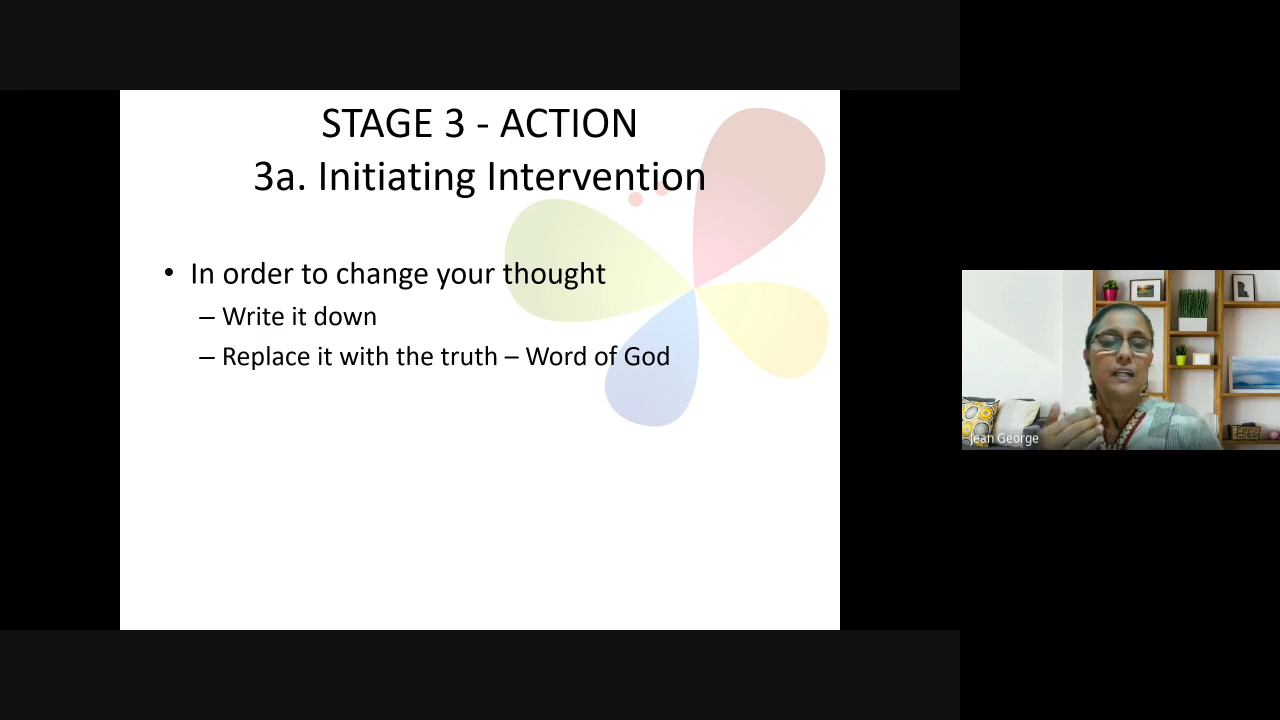 STAGE 3 - ACTION
3a. Initiating Intervention
• In order to change your thought
– Write it down
– Replace it with the truth – Word of God
Jean George